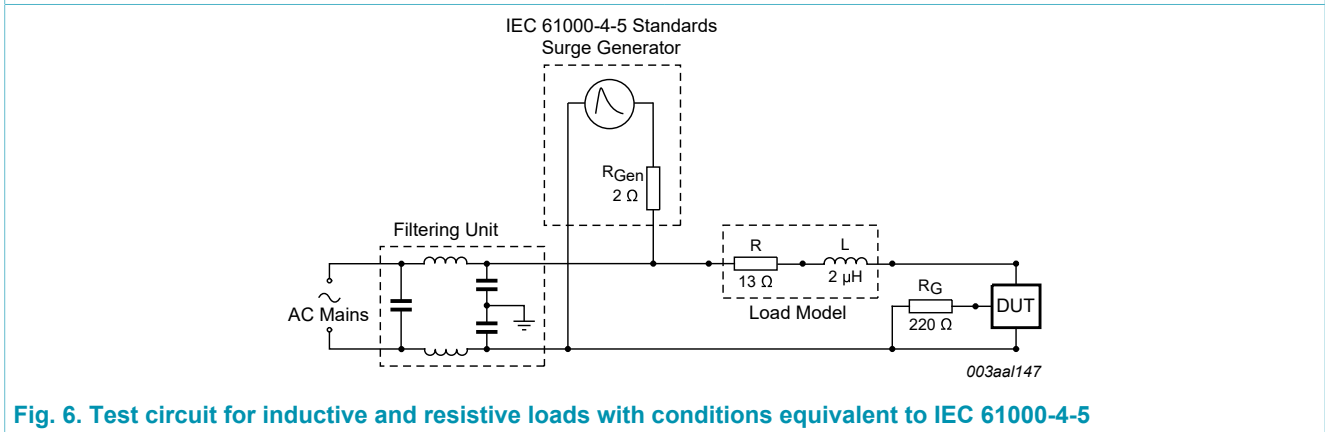 IEC 61000-4-5 Standards
Surge Generator
RGen
2 Ω
Filtering Unit
R
L
13 Ω
2 μH
RG
220 Ω
DUT
AC Mains
Load Model
003aal147
Fig. 6. Test circuit for inductive and resistive loads with conditions equivalent to IEC 61000-4-5